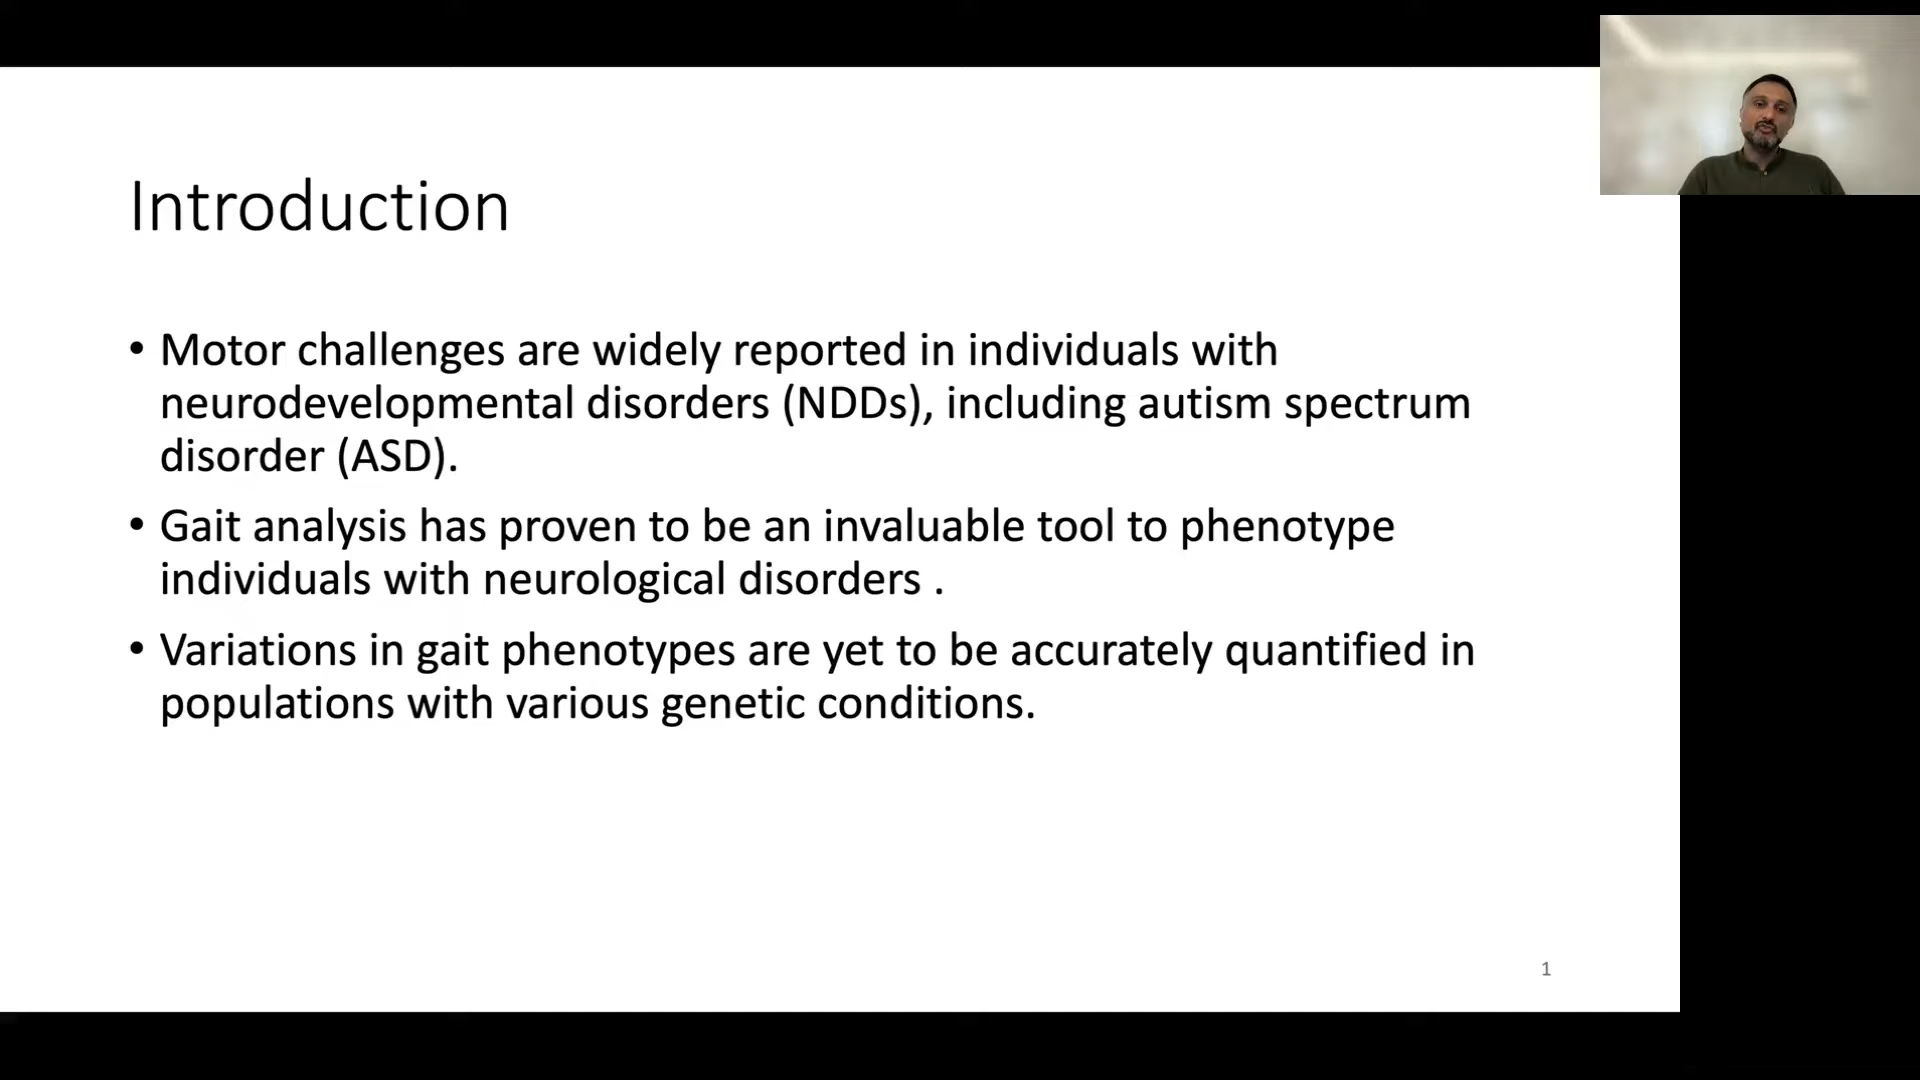 Introduction
• Motor challenges are widely reported in individuals with
neurodevelopmental disorders (NDDs), including autism spectrum
disorder (ASD).
• Gait analysis has proven to be an invaluable tool to phenotype
individuals with neurological disorders .
• Variations in gait phenotypes are yet to be accurately quantified in
populations with various genetic conditions.
1